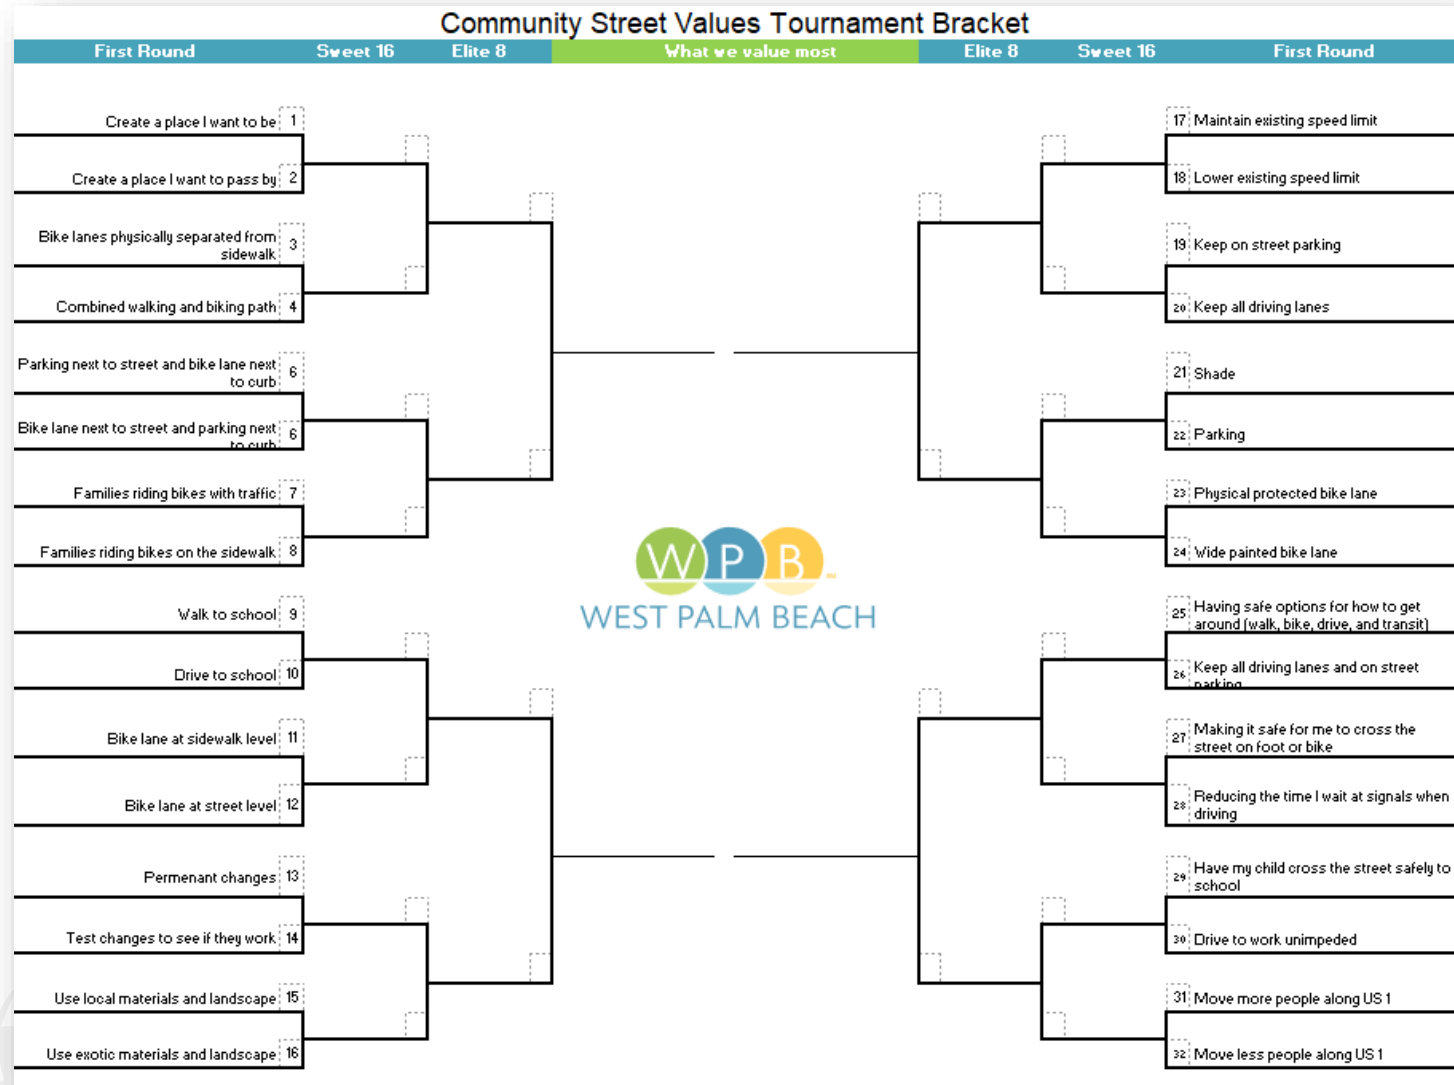 Community Street Values Tournament Bracket
First Round Sweet 16 Elite 8 What we value most Elite 8 Sweet 16 First Round
Create a place I want to be 1
Create a place I want to pass by 2
Bike lanes physically separated from
sidewalk 3
Combined walking and biking path 4
Parking next to street and bike lane next
to curb 6
Bike lane next to street and parking next
to curb 6
Families riding bikes with traffic 7
Families riding bikes on the sidewalk 8
Walk to school 9
Drive to school 10
Bike lane at sidewalk level 11
Bike lane at street level 12
Permenant changes 13
Test changes to see if they work 14
Use local materials and landscape 15
Use exotic materials and landscape 16
W P B
WEST PALM BEACH
17 Maintain existing speed limit
18 Lower existing speed limit
19 Keep on street parking
20 Keep all driving lanes
21 Shade
22 Parking
23 Physical protected bike lane
24 Wide painted bike lane
25 Having safe options for how to get
around (walk, bike, drive, and transit)
26 Keep all driving lanes and on street
parking
27 Making it safe for me to cross the
street on foot or bike
28 Reducing the time I wait at signals when
driving
29 Have my child cross the street safely to
school
30 Drive to work unimpeded
31 Move more people along US 1
32 Move less people along US 1